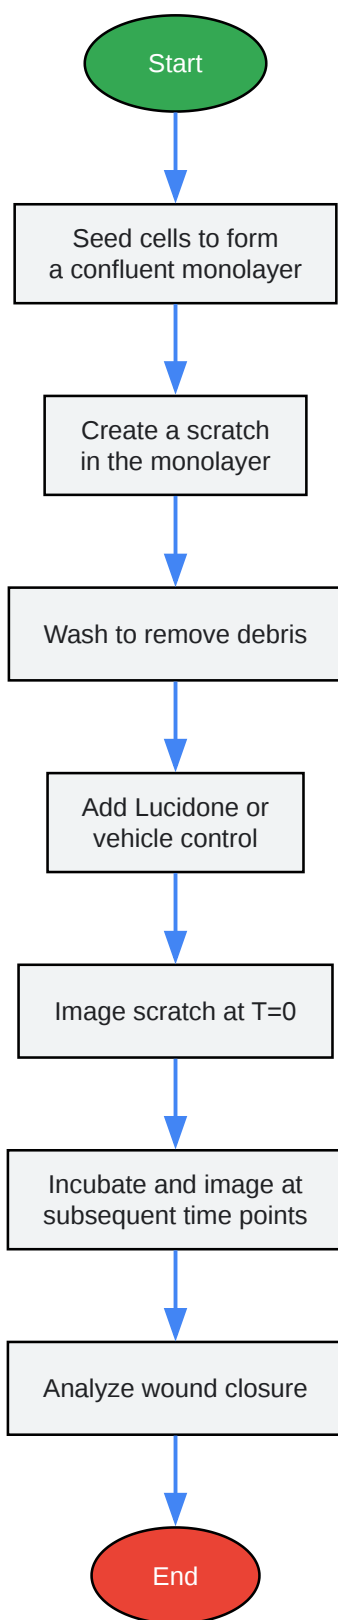 Start
Seed cells to form
a confluent monolayer
Create a scratch
in the monolayer
Wash to remove debris
Add Lucidone or
vehicle control
Image scratch at T=0
Incubate and image at
subsequent time points
Analyze wound closure
End